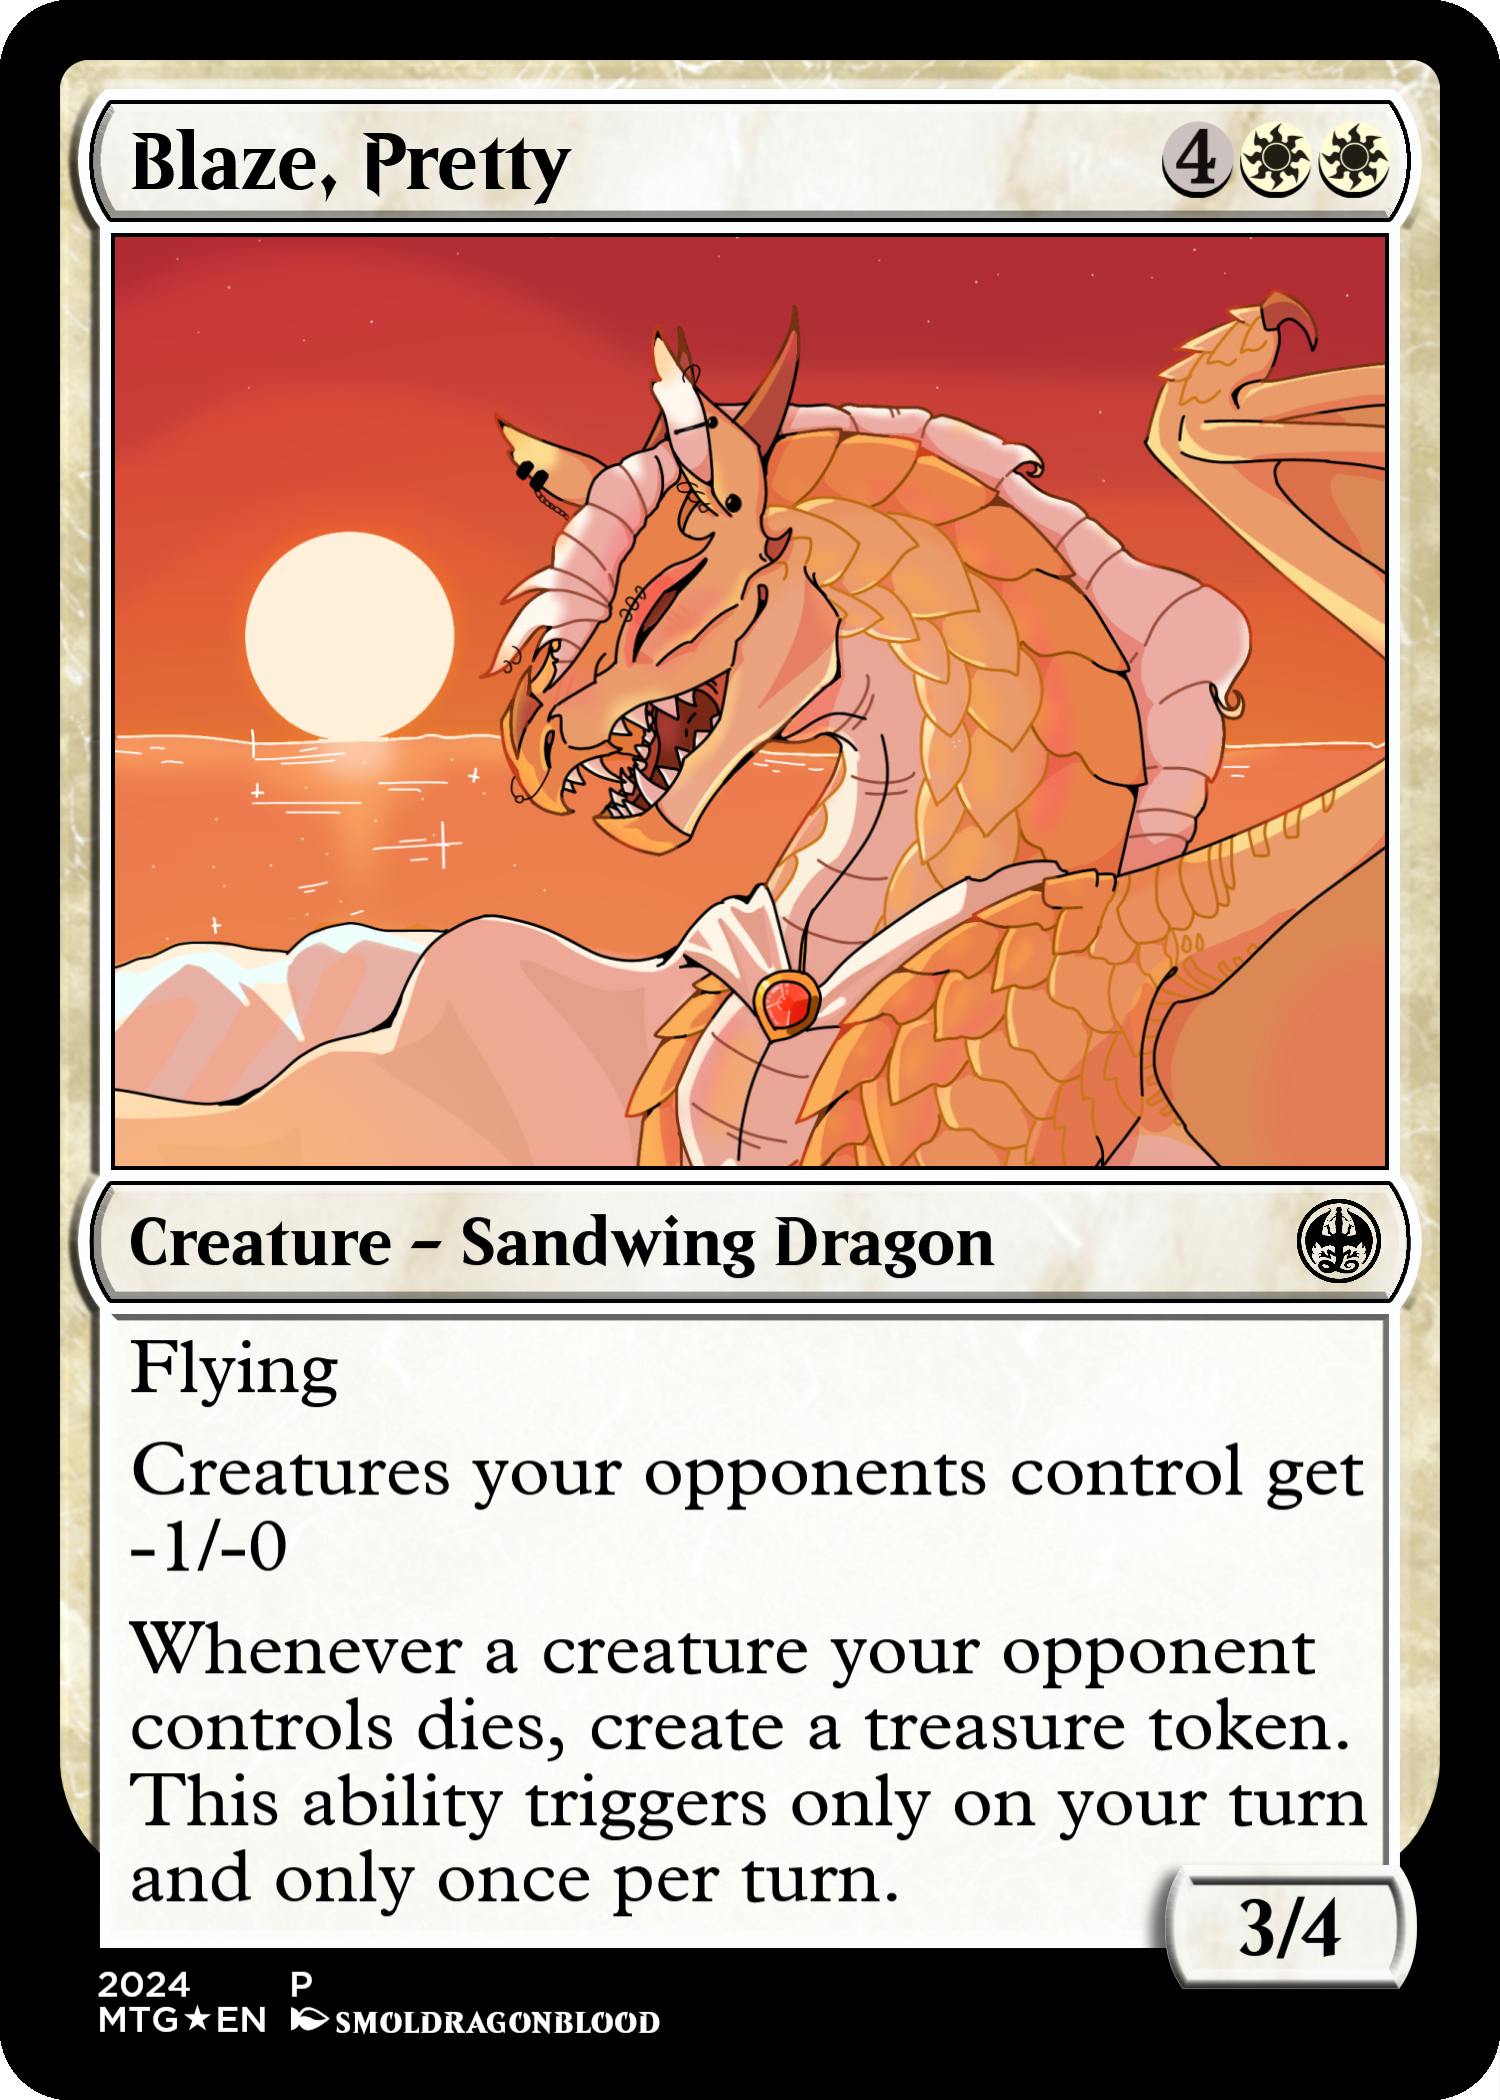 Blaze, Pretty 4
Creature – Sandwing Dragon
Flying
Creatures your opponents control get
-1/-0
Whenever a creature your opponent
controls dies, create a treasure token.
This ability triggers only on your turn
and only once per turn.
3/4
2024 P
MTG★EN SMOLDRAGONBLOOD